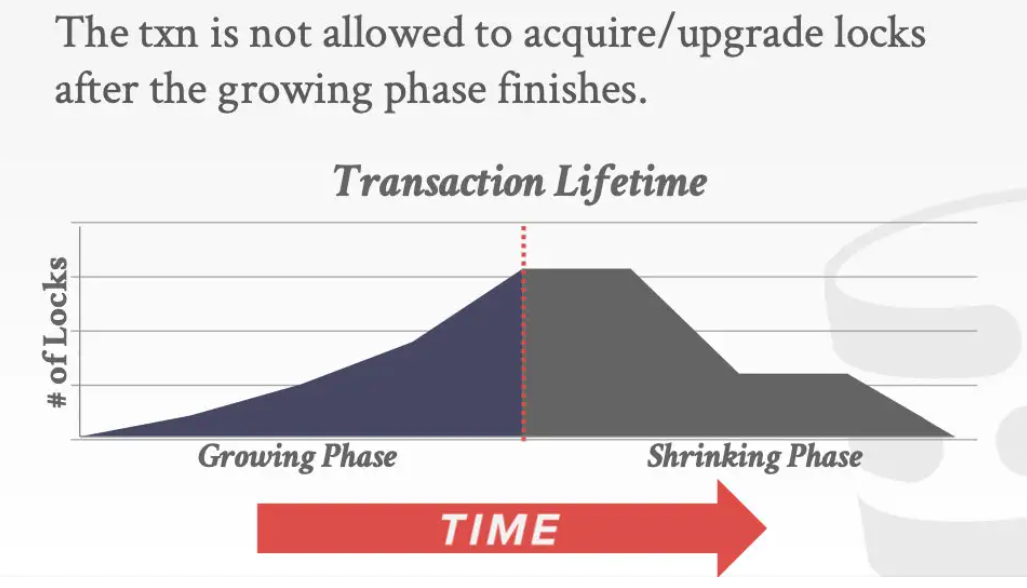 The txn is not allowed to acquire/upgrade locks
after the growing phase finishes.
Transaction Lifetime
# of Locks
Growing Phase
Shrinking Phase
TIME